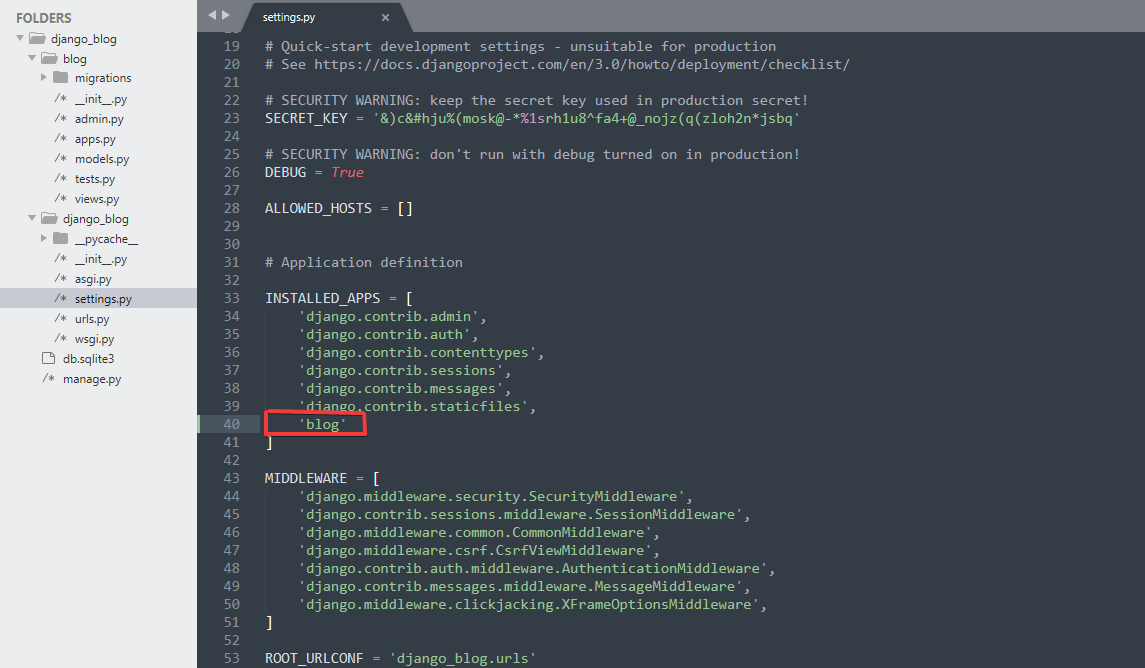 FOLDERS
django_blog
blog
migrations
/* __init__.py
/* admin.py
/* apps.py
/* models.py
/* tests.py
/* views.py
django_blog
__pycache__
/* __init__.py
/* asgi.py
/* settings.py
/* urls.py
/* wsgi.py
db.sqlite3
/* manage.py
settings.py ×
19 # Quick-start development settings - unsuitable for production
20 # See https://docs.djangoproject.com/en/3.0/howto/deployment/checklist/
21
22 # SECURITY WARNING: keep the secret key used in production secret!
23 SECRET_KEY = '&)c&#hju%(mosk@-*%1srh1u8^fa4+@_nojz(q(zloh2n*jsbq'
24
25 # SECURITY WARNING: don't run with debug turned on in production!
26 DEBUG = True
27
28 ALLOWED_HOSTS = []
29
30
31 # Application definition
32
33 INSTALLED_APPS = [
34     'django.contrib.admin',
35     'django.contrib.auth',
36     'django.contrib.contenttypes',
37     'django.contrib.sessions',
38     'django.contrib.messages',
39     'django.contrib.staticfiles',
40     'blog'
41 ]
42
43 MIDDLEWARE = [
44     'django.middleware.security.SecurityMiddleware',
45     'django.contrib.sessions.middleware.SessionMiddleware',
46     'django.middleware.common.CommonMiddleware',
47     'django.middleware.csrf.CsrfViewMiddleware',
48     'django.contrib.auth.middleware.AuthenticationMiddleware',
49     'django.contrib.messages.middleware.MessageMiddleware',
50     'django.middleware.clickjacking.XFrameOptionsMiddleware',
51 ]
52
53 ROOT_URLCONF = 'django_blog.urls'